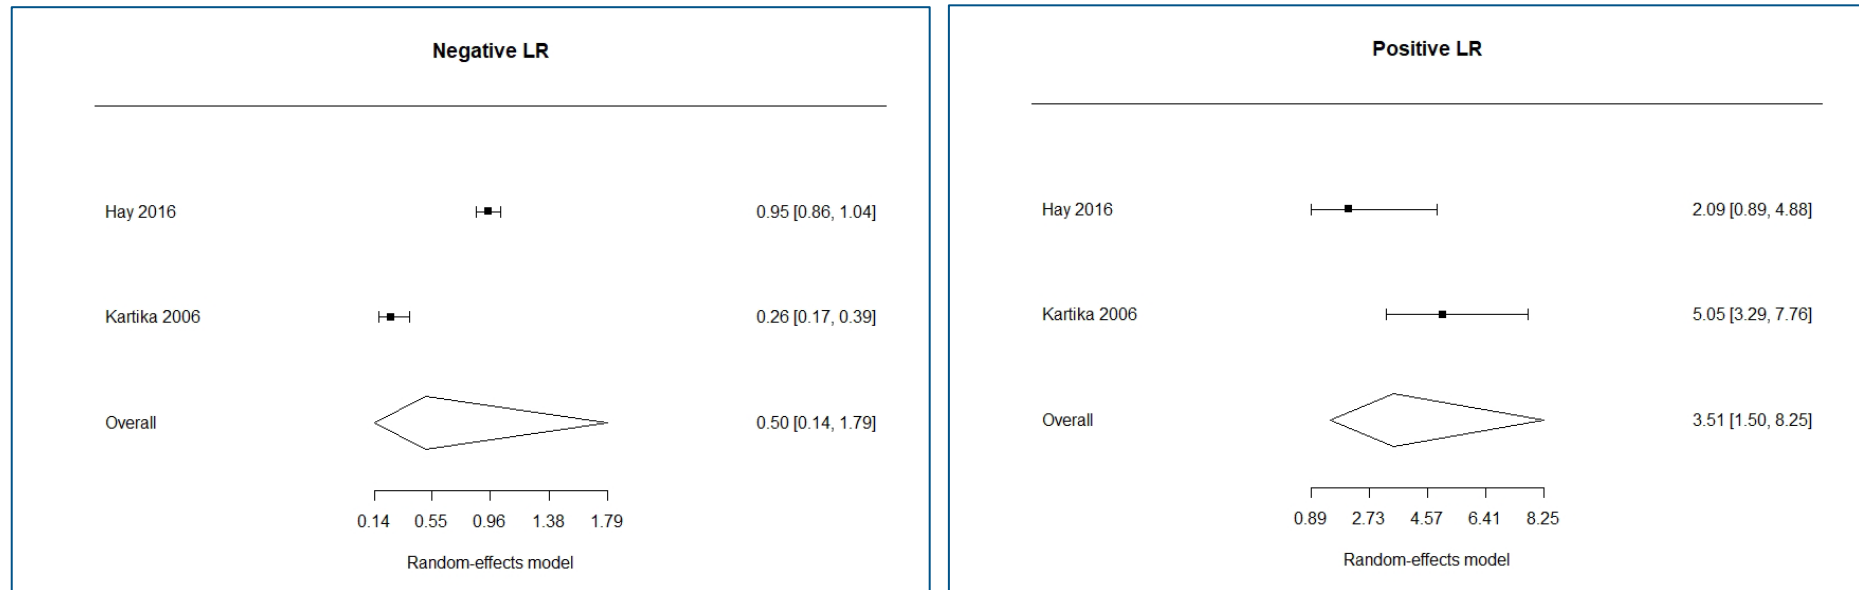 Negative LR
Hay 2016 0.95 [0.86, 1.04]
Kartika 2006 0.26 [0.17, 0.39]
Overall 0.50 [0.14, 1.79]
0.14 0.55 0.96 1.38 1.79
Random-effects model
Positive LR
Hay 2016 2.09 [0.89, 4.88]
Kartika 2006 5.05 [3.29, 7.76]
Overall 3.51 [1.50, 8.25]
0.89 2.73 4.57 6.41 8.25
Random-effects model